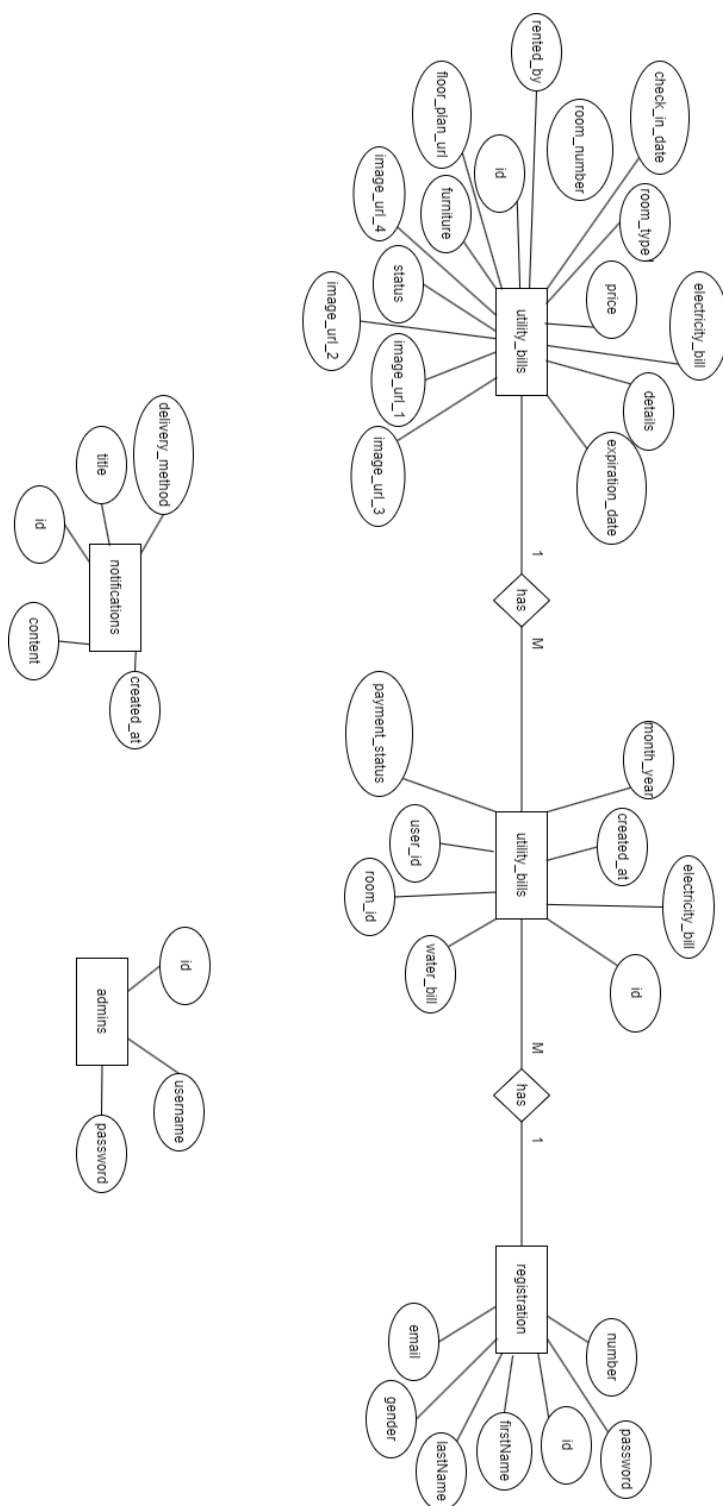 rented_by
check_in_date
room_number
floor_plan_url
id
room_type
furniture
image_url_4
status
price
electricity_bill
utility_bills
image_url_2
image_url_1
details
image_url_3
expiration_date
1
has
M
payment_status
month_year
user_id
created_at
utility_bills
electricity_bill
room_id
water_bill
id
M
has
1
registration
email
number
gender
password
lastName
firstName
id
delivery_method
title
id
notifications
content
created_at
id
admins
username
password